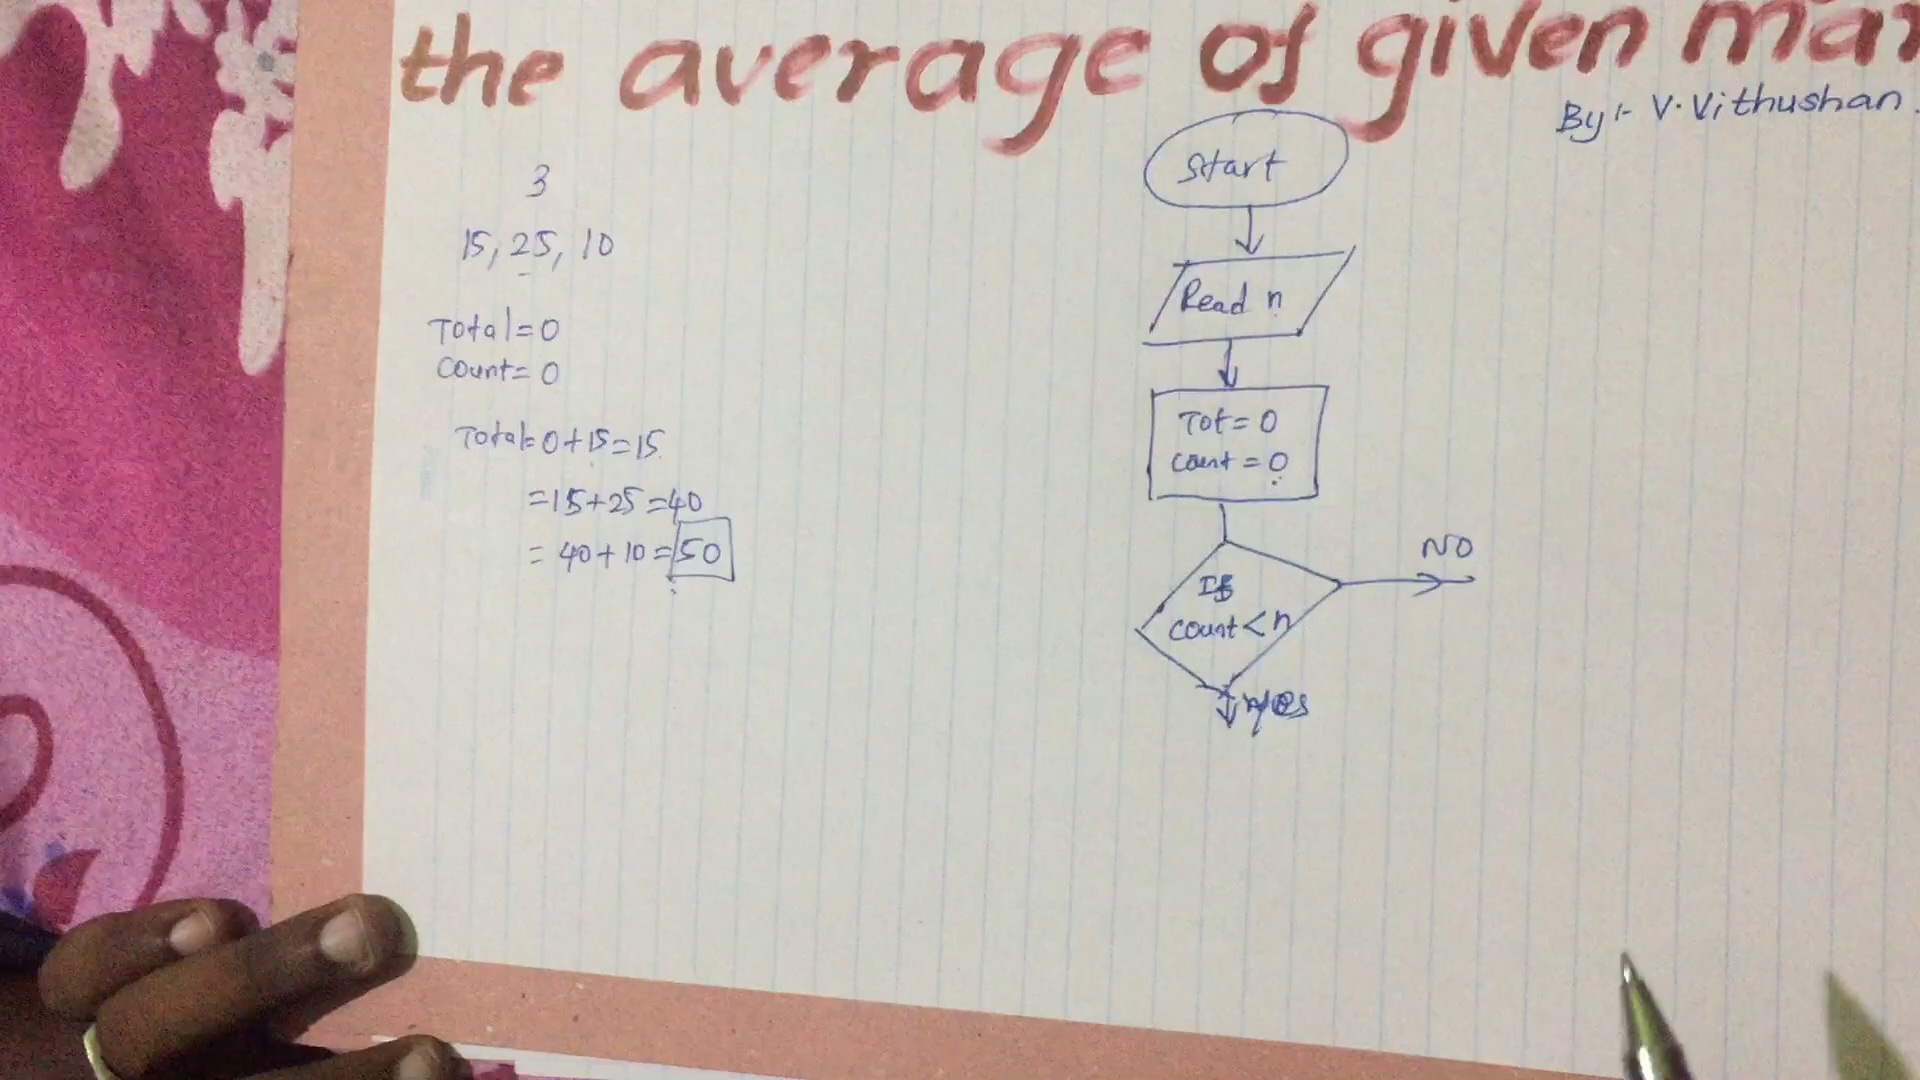 the average of given mar
By:- V.Vithushan.
3
15, 25, 10
Total=0
Count=0
Total=0+15=15
=15+25=40
=40+10=50
Start
Read n
Tot=0
Count=0
If
count<n
NO
yes